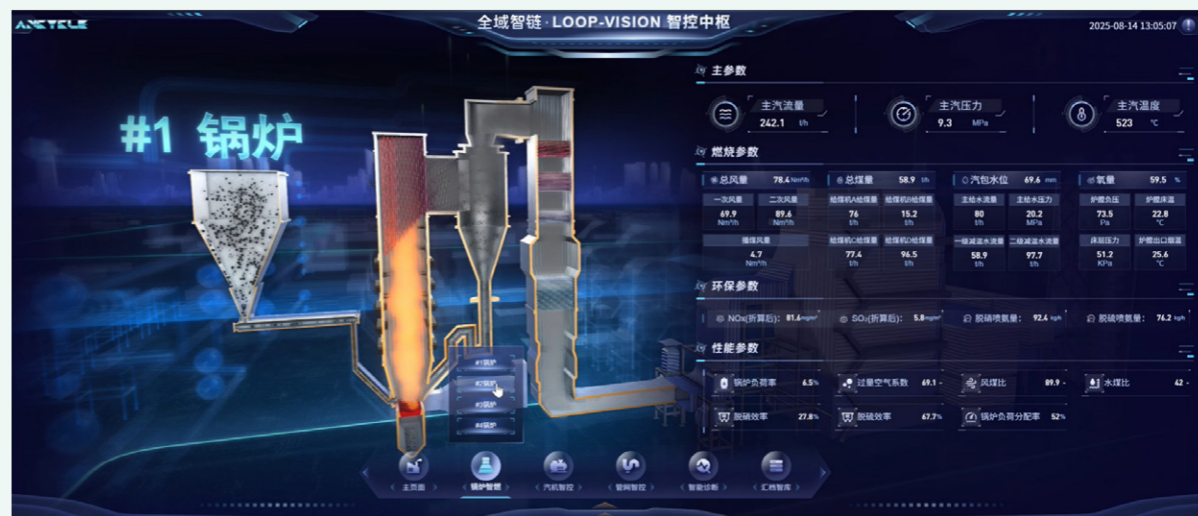 ANEYELE
全域智链·LOOP-VISION 智控中枢
2025-08-14 13:05:07
#1 锅炉
主参数
主汽流量
242.1 t/h
主汽压力
9.3 MPa
主汽温度
523 ℃
燃烧参数
总风量 78.4 Nm³/h
一次风量 二次风量
69.9 89.6
Nm³/h Nm³/h
播煤风量
4.7
Nm³/h
总煤量 58.9 t/h
给煤机A给煤量 给煤机B给煤量
76 15.2
t/h t/h
给煤机C给煤量 给煤机D给煤量
77.4 96.5
t/h t/h
汽包水位 69.6 mm
主给水流量 主给水压力
80 20.2
t/h MPa
一级减温水流量 二级减温水流量
58.9 97.7
t/h t/h
氧量 59.5 %
炉膛负压 炉膛床温
73.5 22.8
Pa ℃
床层压力 炉膛出口烟温
51.2 25.6
KPa ℃
环保参数
NOx(折算后): 81.6 mg/m³
SO₂(折算后): 5.8 mg/m³
脱硫喷氨量: 92.4 kg/h
脱硫喷氨量: 76.2 kg/h
性能参数
锅炉负荷率 6.5%
过量空气系数 69.1 -
风煤比 89.9 -
水煤比 42 -
脱硝效率 27.8%
脱硫效率 67.7%
锅炉负荷分配率 52%
#1锅炉
#2锅炉
#3锅炉
#4锅炉
主页面
锅炉智燃
汽机智控
管网智控
智能诊断
汇档智库